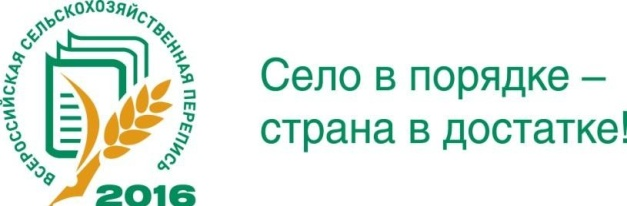 ВСЕРОССИЙСКАЯ СЕЛЬСКОХОЗЯЙСТВЕННАЯ ПЕРЕПИСЬ
2016
Село в порядке –
страна в достатке!